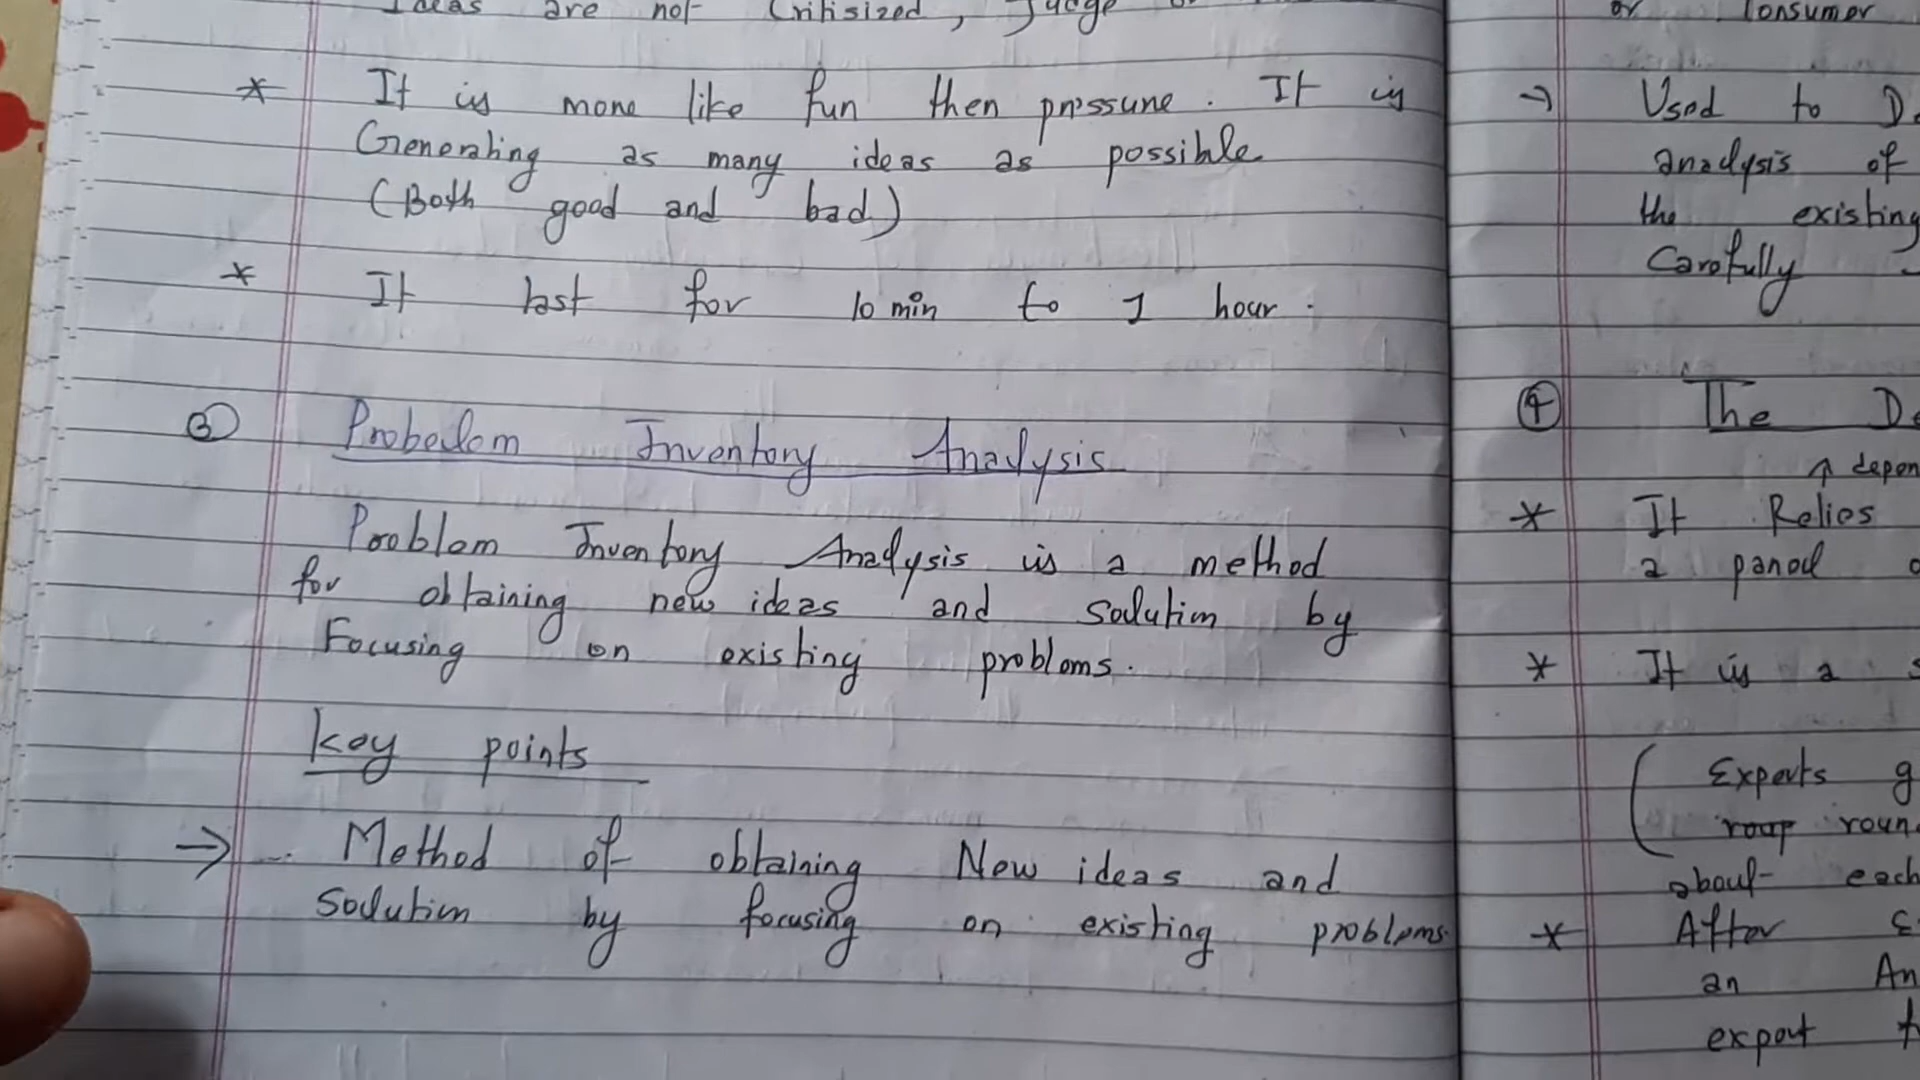 Ideas are not Critisized, Judge
* It is more like fun then pressure. It is
Generating as many ideas as possible
(Both good and bad)
* It last for 10 min to 1 hour.
③ Probedem Inventory Analysis
Problem Inventory Analysis is a method
for obtaining new ideas and solution by
Focusing on existing problems.
Key points
→ Method of obtaining New ideas and
Solution by focusing on existing problems.
or Consumer
→ Used to
analysis of
the existing
Carefully
④ The
* It Relies
a panel
* It is a
(Experts
roup
about each
* After
an
expert